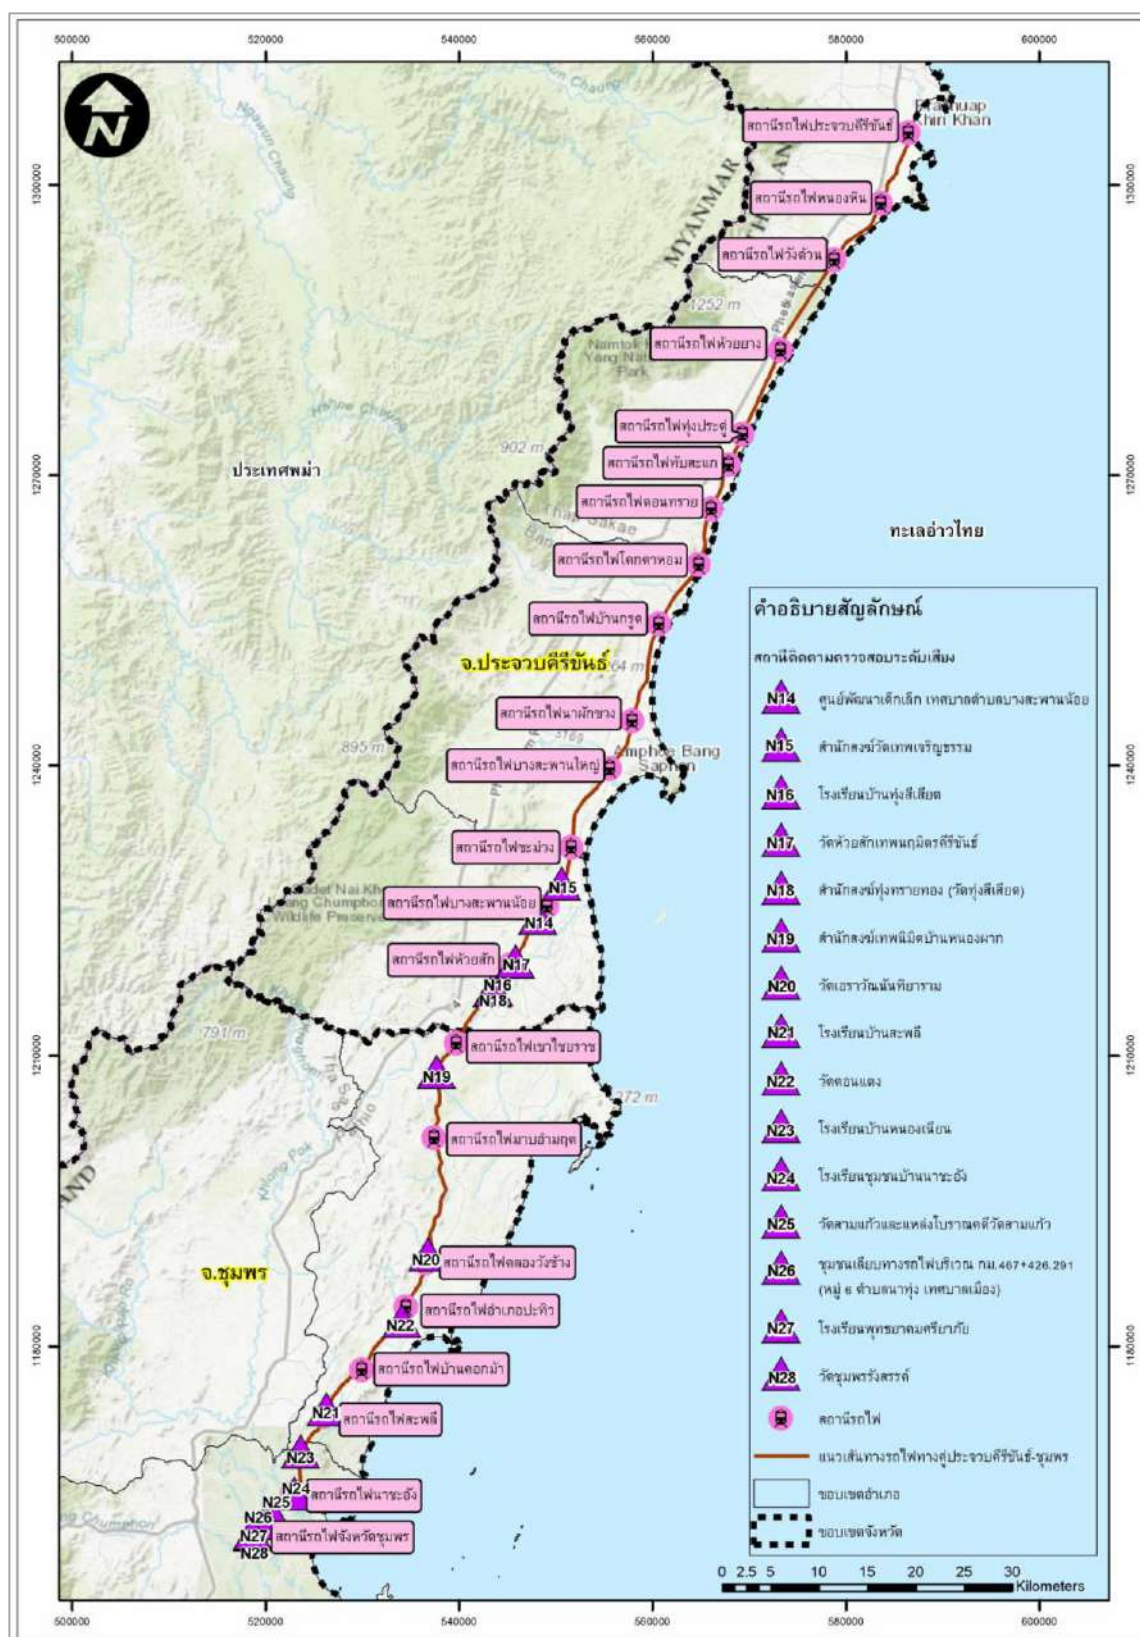 500000 520000 540000 560000 580000 600000
N
Ngawun Chaung
Khiri Khan
สถานีรถไฟประจวบคีรีขันธ์
1300000
1300000
MYANMAR
สถานีรถไฟหนองหิน
สถานีรถไฟวังด้วน
1252 m
สถานีรถไฟห้วยยาง
Yang National
Park
902 m
สถานีรถไฟทุ่งประดู่
ประเทศพม่า
สถานีรถไฟทับสะแก
1270000
1270000
สถานีรถไฟดอนทราย
Thap Sakae
ทะเลอ่าวไทย
สถานีรถไฟโคกตาหอม
สถานีรถไฟบ้านกรูด
จ.ประจวบคีรีขันธ์
สถานีรถไฟนาผักขวง
3169
895 m
Amphoe Bang
Saphan
สถานีรถไฟบางสะพานใหญ่
1240000
1240000
สถานีรถไฟชะม่วง
N15
สถานีรถไฟบางสะพานน้อย
Wildlife Preserve
N14
สถานีรถไฟห้วยสัก
N17
N16
N18
4
791 m
สถานีรถไฟเขาไชยราช
1210000
1210000
N19
272 m
สถานีรถไฟมาบอำมฤต
Khlong Pok
N20
สถานีรถไฟคลองวังช้าง
จ.ชุมพร
สถานีรถไฟอำเภอปะทิว
N22
1180000
1180000
สถานีรถไฟบ้านคอกม้า
N21
สถานีรถไฟสะพลี
N23
N24
สถานีรถไฟนาชะอัง
N25
N26
Chumphon
N27
สถานีรถไฟจังหวัดชุมพร
N28
คำอธิบายสัญลักษณ์
สถานีติดตามตรวจสอบระดับเสียง
N14 ศูนย์พัฒนาเด็กเล็ก เทศบาลตำบลบางสะพานน้อย
N15 สำนักสงฆ์วัดเทพเจริญธรรม
N16 โรงเรียนบ้านทุ่งสีเสียด
N17 วัดห้วยสักเทพนฤมิตรคีรีขันธ์
N18 สำนักสงฆ์ทุ่งทรายทอง (วัดทุ่งสีเสียด)
N19 สำนักสงฆ์เทพนิมิตบ้านหนองผาก
N20 วัดเอราวัณนันทิยาราม
N21 โรงเรียนบ้านสะพลี
N22 วัดดอนแตง
N23 โรงเรียนบ้านหนองเนียน
N24 โรงเรียนชุมชนบ้านนาชะอัง
N25 วัดสามแก้วและแหล่งโบราณคดีวัดสามแก้ว
N26 ชุมชนเลียบทางรถไฟบริเวณ กม.467+426.291
(หมู่ 6 ตำบลนาทุ่ง เทศบาลเมือง)
N27 โรงเรียนพุทธยาคมศรียาภัย
N28 วัดชุมพรรังสรรค์
สถานีรถไฟ
แนวเส้นทางรถไฟทางคู่ประจวบคีรีขันธ์-ชุมพร
ขอบเขตอำเภอ
ขอบเขตจังหวัด
0 2.5 5 10 15 20 25 30
Kilometers
500000 520000 540000 560000 580000 600000